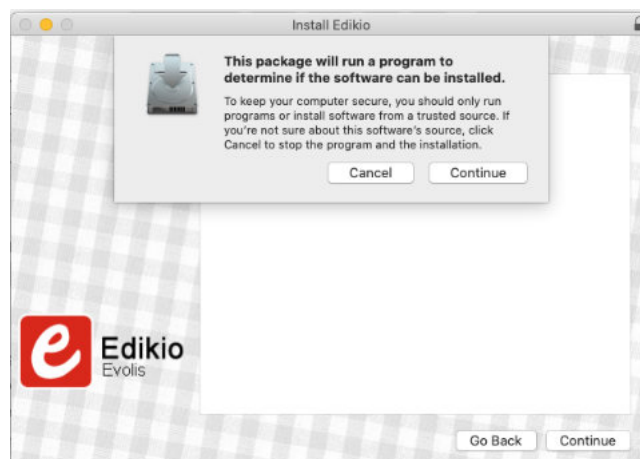 Install Edikio
This package will run a program to
determine if the software can be installed.
To keep your computer secure, you should only run
programs or install software from a trusted source. If
you're not sure about this software's source, click
Cancel to stop the program and the installation.
Cancel Continue
e Edikio
Evolis
Go Back Continue